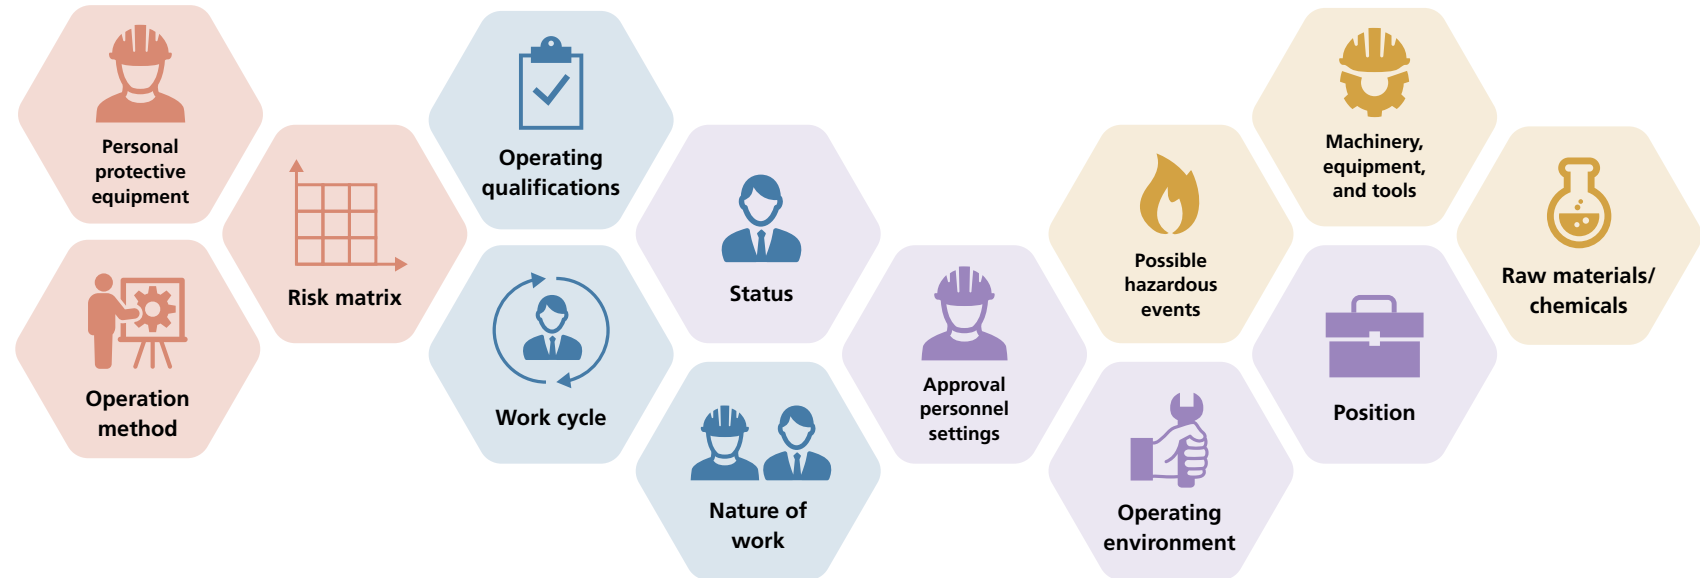 Personal
protective
equipment
Operation
method
Risk matrix
Operating
qualifications
Work cycle
Status
Nature of
work
Approval
personnel
settings
Possible
hazardous
events
Operating
environment
Machinery,
equipment,
and tools
Position
Raw materials/
chemicals